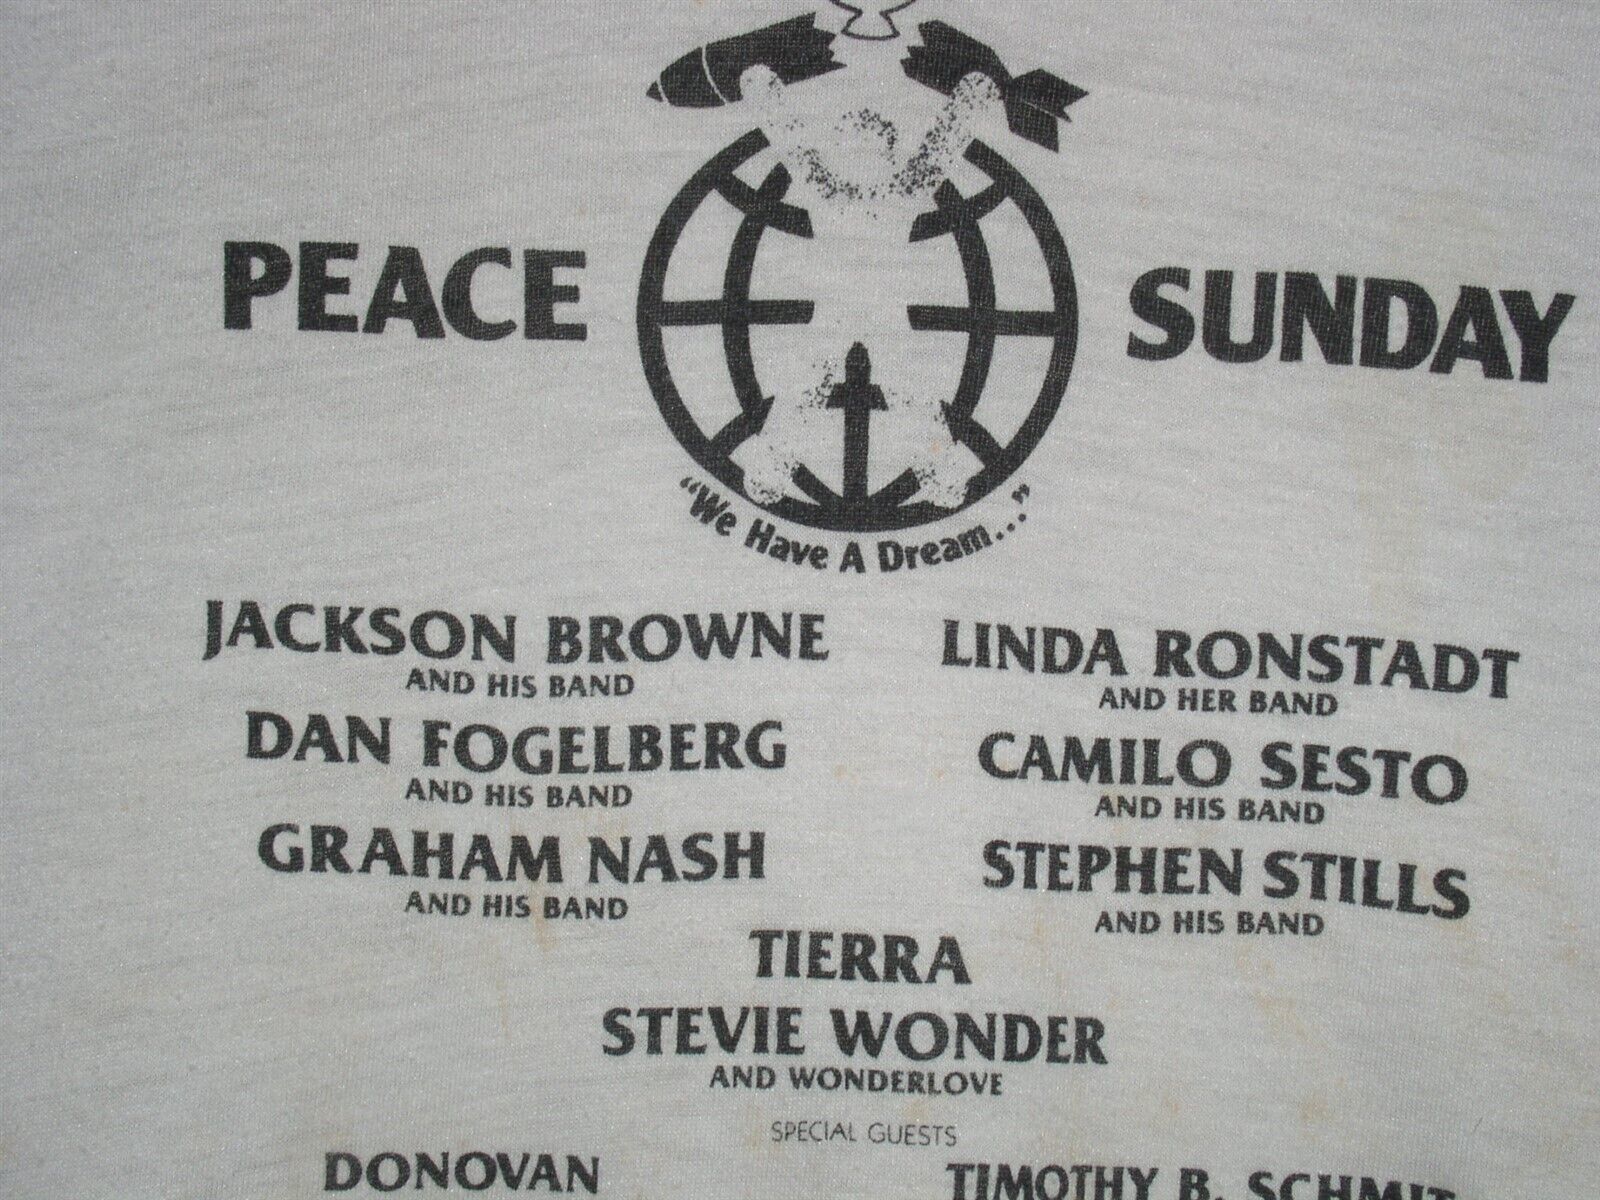 PEACE SUNDAY
“We Have A Dream...”
JACKSON BROWNE
AND HIS BAND
LINDA RONSTADT
AND HER BAND
DAN FOGELBERG
AND HIS BAND
CAMILO SESTO
AND HIS BAND
GRAHAM NASH
AND HIS BAND
STEPHEN STILLS
AND HIS BAND
TIERRA
STEVIE WONDER
AND WONDERLOVE
SPECIAL GUESTS
DONOVAN
TIMOTHY B. SCHMIT